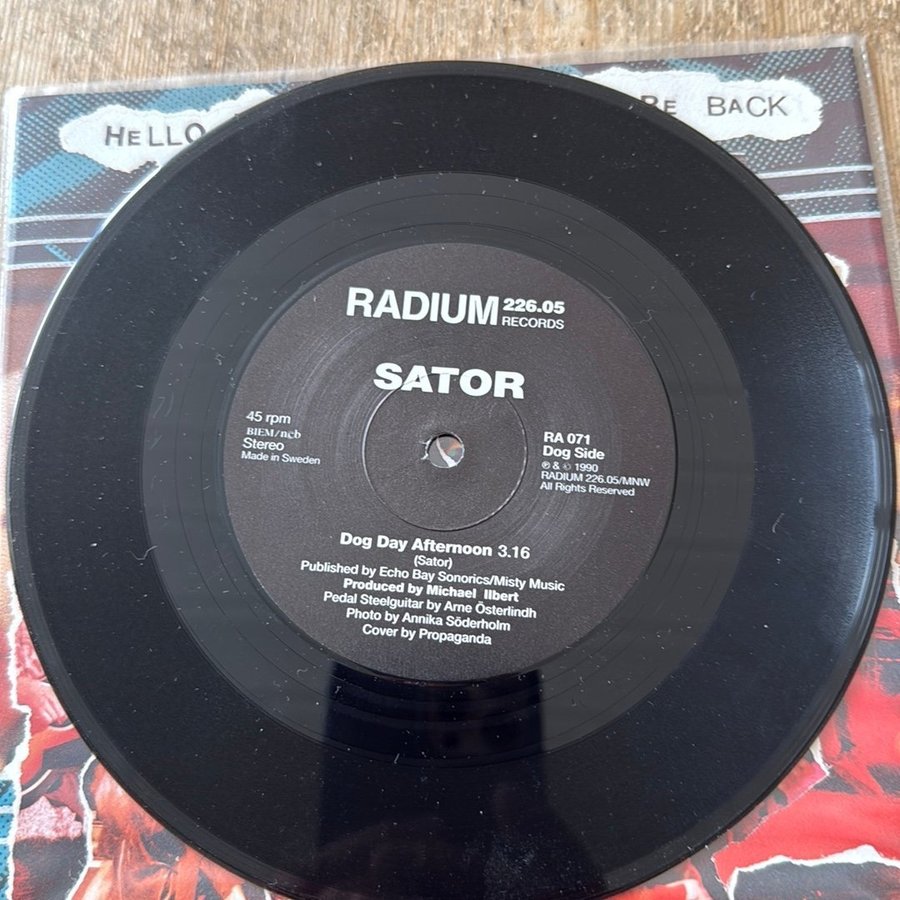 HELLO
BE BACK
RADIUM 226.05
RECORDS
SATOR
45 rpm
BIEM/ncb
Stereo
Made in Sweden
RA 071
Dog Side
℗ & © 1990
RADIUM 226.05/MNW
All Rights Reserved
Dog Day Afternoon 3.16
(Sator)
Published by Echo Bay Sonorics/Misty Music
Produced by Michael Ilbert
Pedal Steelguitar by Arne Österlindh
Photo by Annika Söderholm
Cover by Propaganda